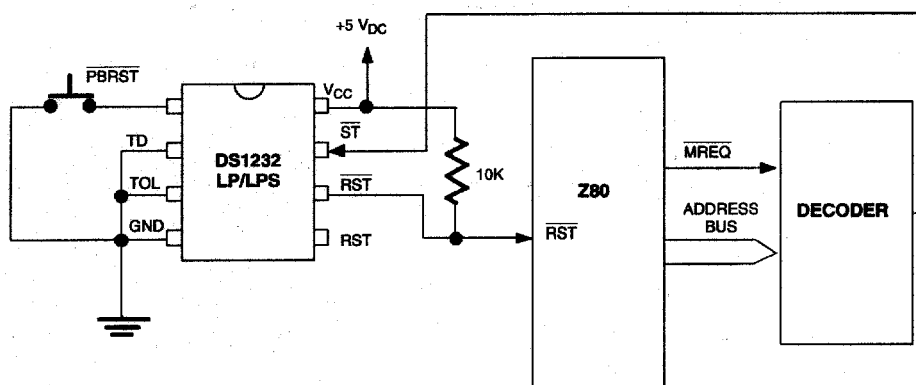 +5 VDC
PBRST
VCC
TD
ST
DS1232
LP/LPS
TOL
RST
GND
RST
10K
Z80
RST
MREQ
ADDRESS
BUS
DECODER